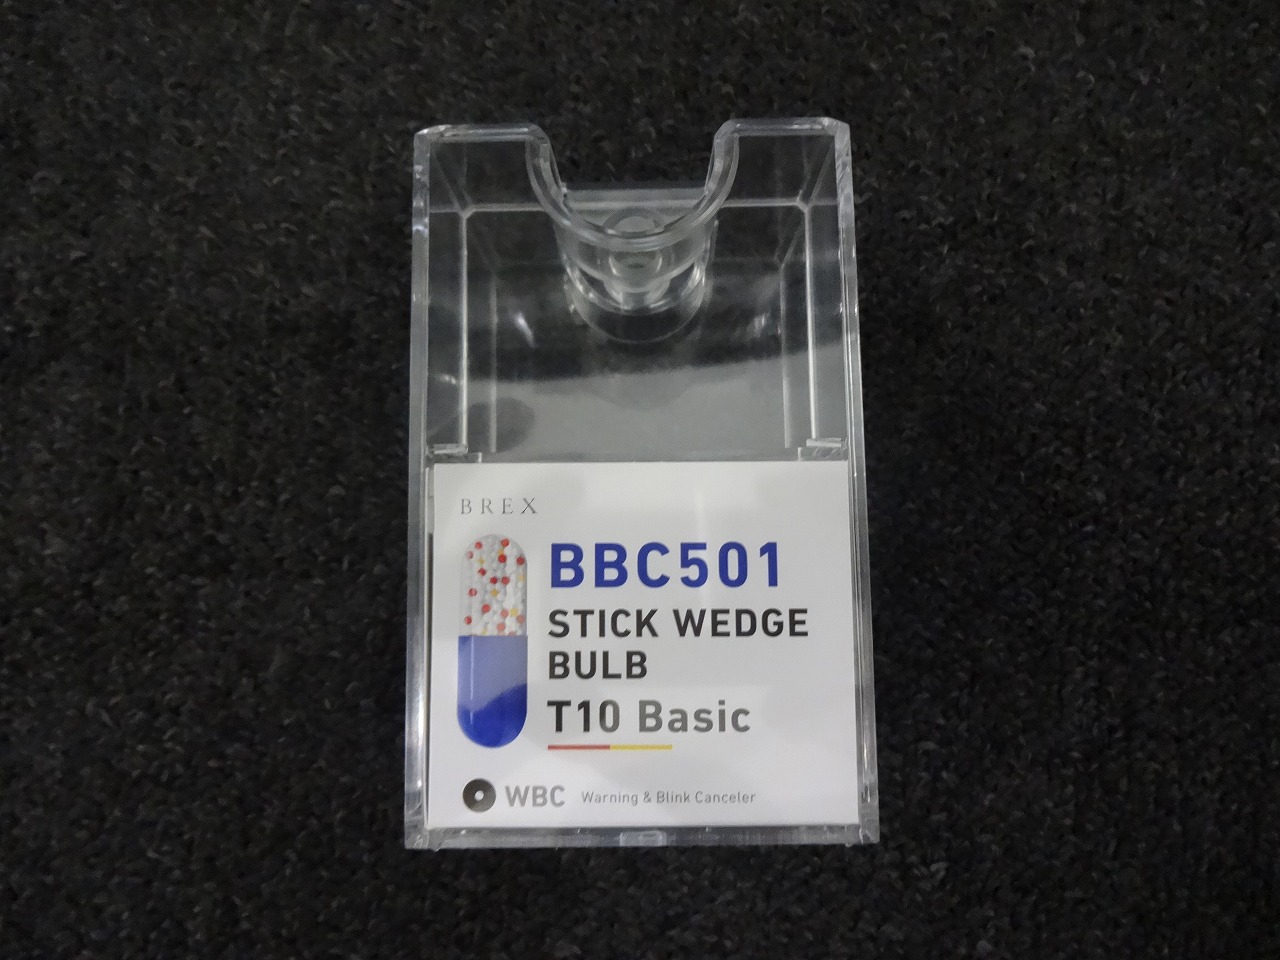 BREX
BBC501
STICK WEDGE
BULB
T10 Basic
WBC Warning & Blink Canceler